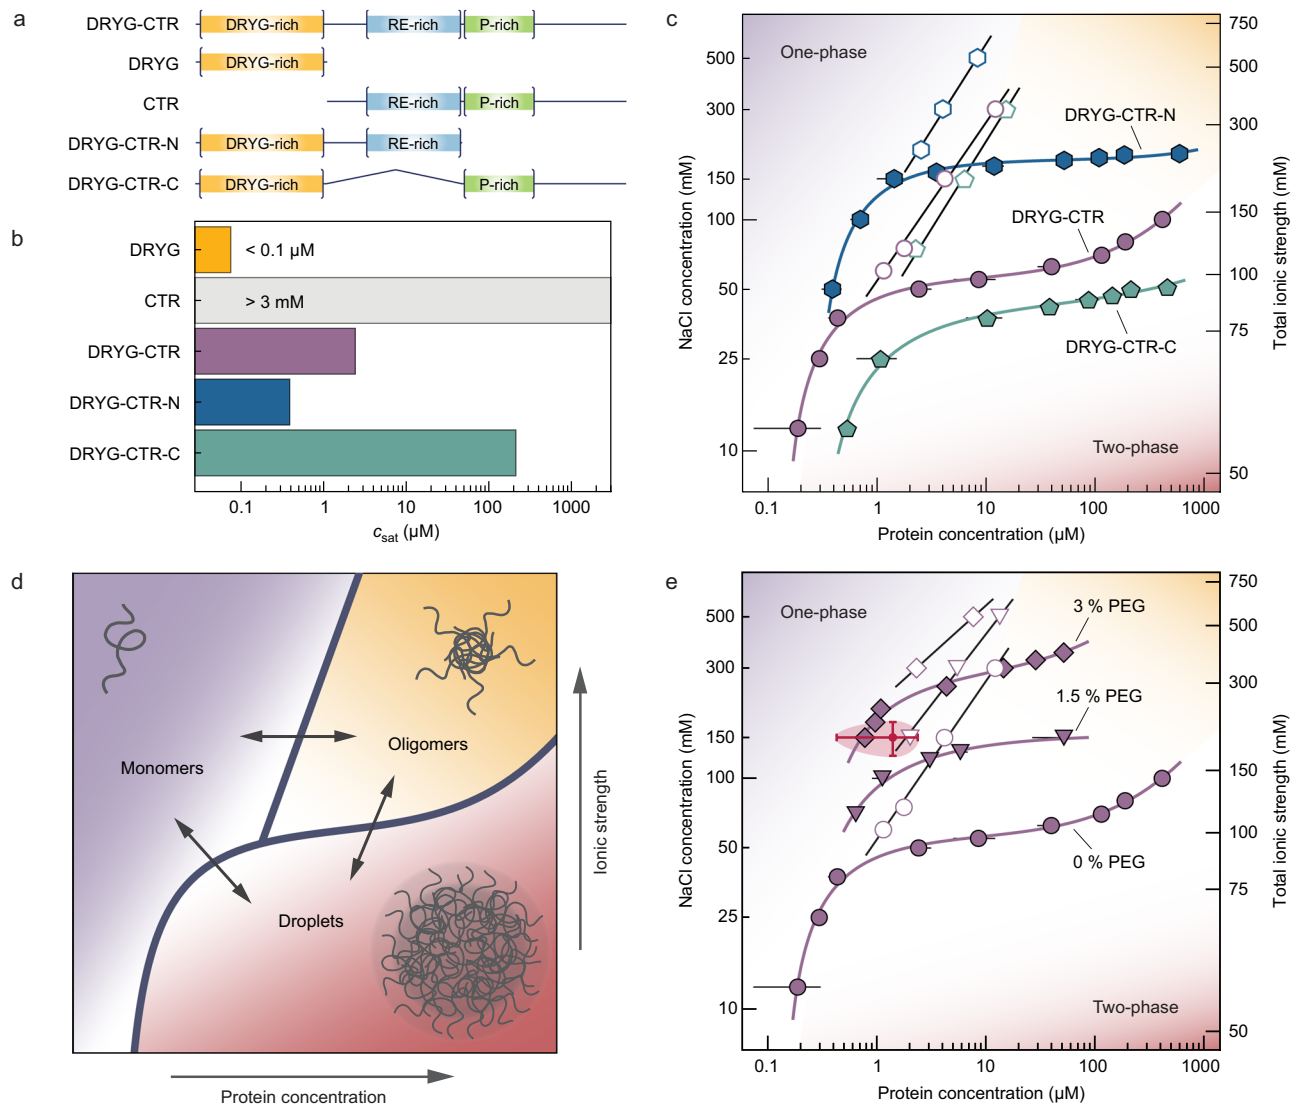 a
DRYG-CTR DRYG-rich RE-rich P-rich
DRYG DRYG-rich
CTR RE-rich P-rich
DRYG-CTR-N DRYG-rich RE-rich
DRYG-CTR-C DRYG-rich P-rich
b
DRYG < 0.1 µM
CTR > 3 mM
DRYG-CTR
DRYG-CTR-N
DRYG-CTR-C
0.1 1 10 100 1000
csat (µM)
c
One-phase
DRYG-CTR-N
DRYG-CTR
DRYG-CTR-C
Two-phase
NaCl concentration (mM)
500
300
150
100
50
25
10
Total ionic strength (mM)
750
500
300
150
100
75
50
0.1 1 10 100 1000
Protein concentration (µM)
d
Monomers
Oligomers
Droplets
Ionic strength
Protein concentration
e
One-phase
3 % PEG
1.5 % PEG
0 % PEG
Two-phase
NaCl concentration (mM)
500
300
150
100
50
25
10
Total ionic strength (mM)
750
500
300
150
100
75
50
0.1 1 10 100 1000
Protein concentration (µM)